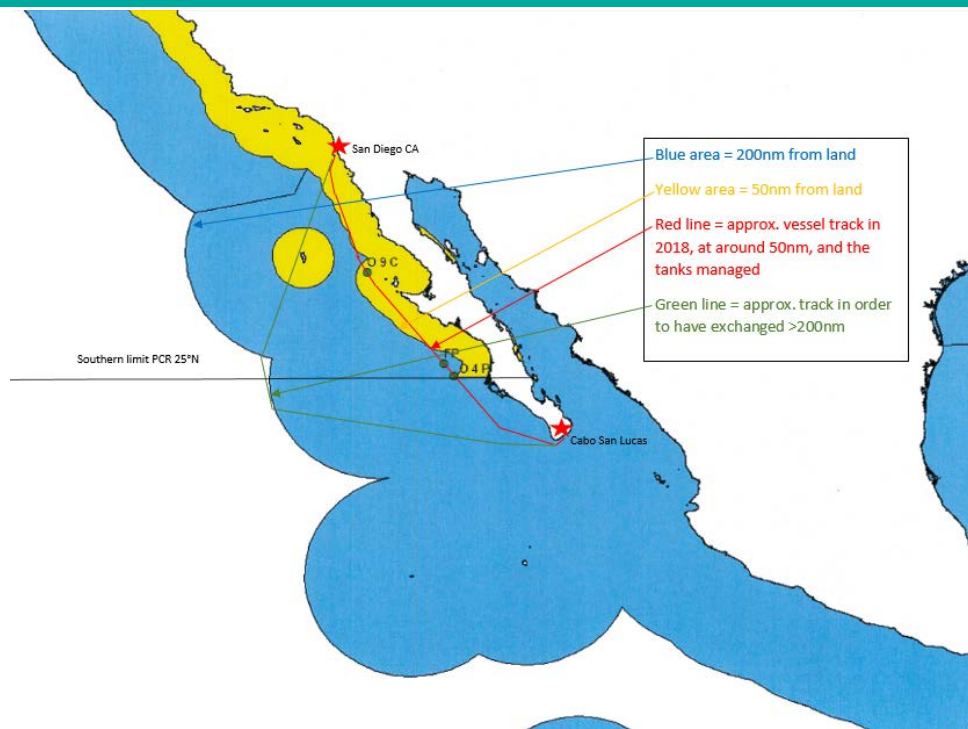 San Diego CA
Blue area = 200nm from land
Yellow area = 50nm from land
Red line = approx. vessel track in
2018, at around 50nm, and the
tanks managed
Green line = approx. track in order
to have exchanged >200nm
O 9 C
Southern limit PCR 25°N
FP
O 4 P
Cabo San Lucas